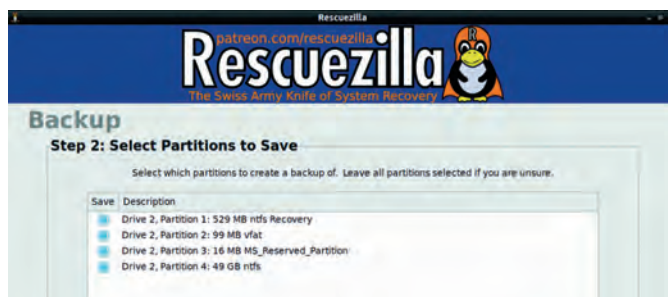 Rescuezilla
patreon.com/rescuezilla
Rescuezilla
R
The Swiss Army Knife of System Recovery
Backup
Step 2: Select Partitions to Save
Select which partitions to create a backup of. Leave all partitions selected if you are unsure.
Save Description
Drive 2, Partition 1: 529 MB ntfs Recovery
Drive 2, Partition 2: 99 MB vfat
Drive 2, Partition 3: 16 MB MS_Reserved_Partition
Drive 2, Partition 4: 49 GB ntfs